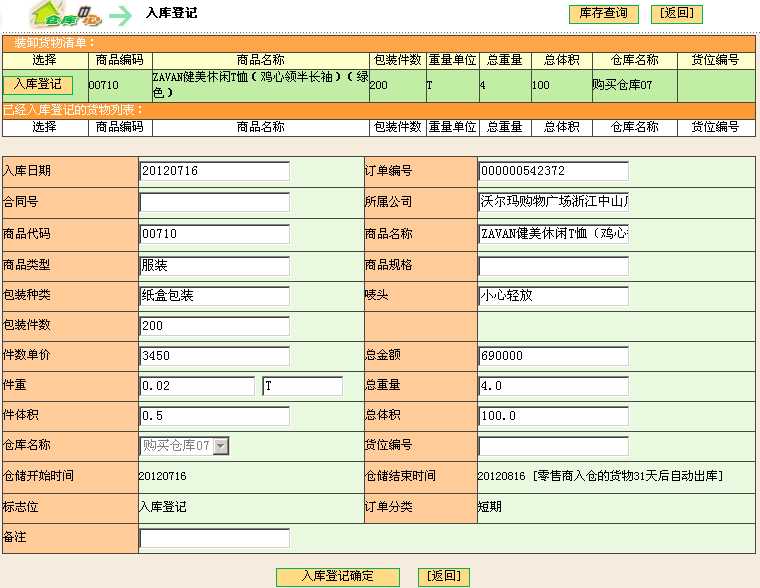 仓库中心 入库登记 库存查询 [返回]
装卸货物清单：
选择 商品编码 商品名称 包装件数 重量单位 总重量 总体积 仓库名称 货位编号
入库登记 00710 ZAVAN健美休闲T恤（鸡心领半长袖）（绿色） 200 T 4 100 购买仓库07
已经入库登记的货物列表：
选择 商品编码 商品名称 包装件数 重量单位 总重量 总体积 仓库名称 货位编号
入库日期 20120716 订单编号 000000542372
合同号 所属公司 沃尔玛购物广场浙江中山
商品代码 00710 商品名称 ZAVAN健美休闲T恤（鸡心
商品类型 服装 商品规格
包装种类 纸盒包装 唛头 小心轻放
包装件数 200
件数单价 3450 总金额 690000
件重 0.02 T 总重量 4.0
件体积 0.5 总体积 100.0
仓库名称 购买仓库07 货位编号
仓储开始时间 20120716 仓储结束时间 20120816 [零售商入仓的货物31天后自动出库]
标志位 入库登记 订单分类 短期
备注
入库登记确定 [返回]